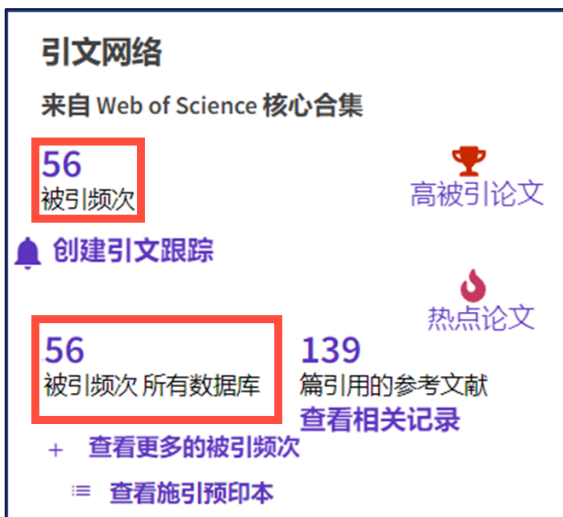 引文网络
来自 Web of Science 核心合集
56
被引频次
高被引论文
创建引文跟踪
热点论文
56
被引频次 所有数据库
139
篇引用的参考文献
查看相关记录
+ 查看更多的被引频次
查看施引预印本